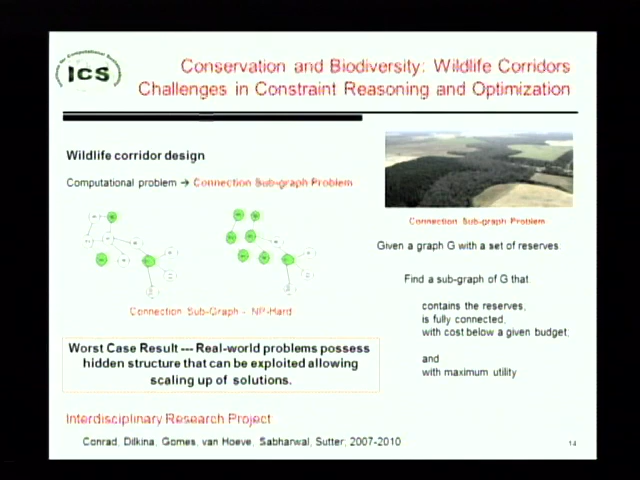 ICS
Conservation and Biodiversity: Wildlife Corridors
Challenges in Constraint Reasoning and Optimization
Wildlife corridor design
Computational problem → Connection Sub-graph Problem
Connection Sub-Graph - NP-Hard
Worst Case Result --- Real-world problems possess
hidden structure that can be exploited allowing
scaling up of solutions.
Interdisciplinary Research Project
Conrad, Dilkina, Gomes, van Hoeve, Sabharwal, Sutter, 2007-2010
Connection Sub-graph Problem
Given a graph G with a set of reserves:
Find a sub-graph of G that:
contains the reserves,
is fully connected,
with cost below a given budget;
and
with maximum utility
14